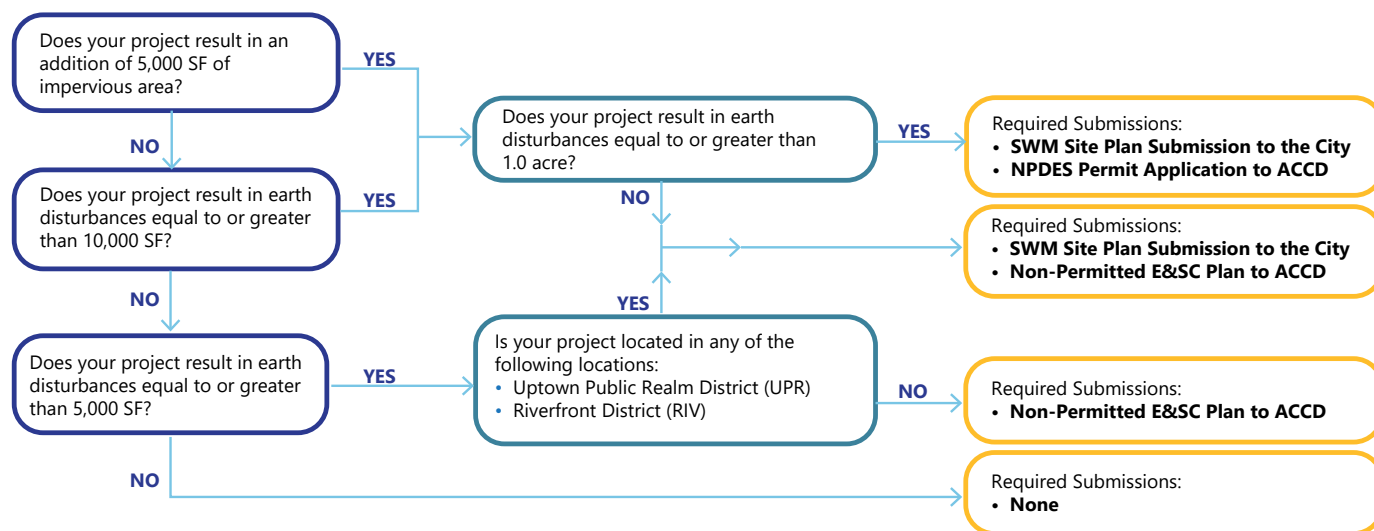 Does your project result in an
addition of 5,000 SF of
impervious area?
YES
NO
Does your project result in earth
disturbances equal to or greater
than 10,000 SF?
YES
NO
Does your project result in earth
disturbances equal to or greater
than 5,000 SF?
YES
NO
Does your project result in earth
disturbances equal to or greater than
1.0 acre?
YES
NO
Is your project located in any of the
following locations:
• Uptown Public Realm District (UPR)
• Riverfront District (RIV)
YES
NO
Required Submissions:
• SWM Site Plan Submission to the City
• NPDES Permit Application to ACCD
Required Submissions:
• SWM Site Plan Submission to the City
• Non-Permitted E&SC Plan to ACCD
Required Submissions:
• Non-Permitted E&SC Plan to ACCD
Required Submissions:
• None